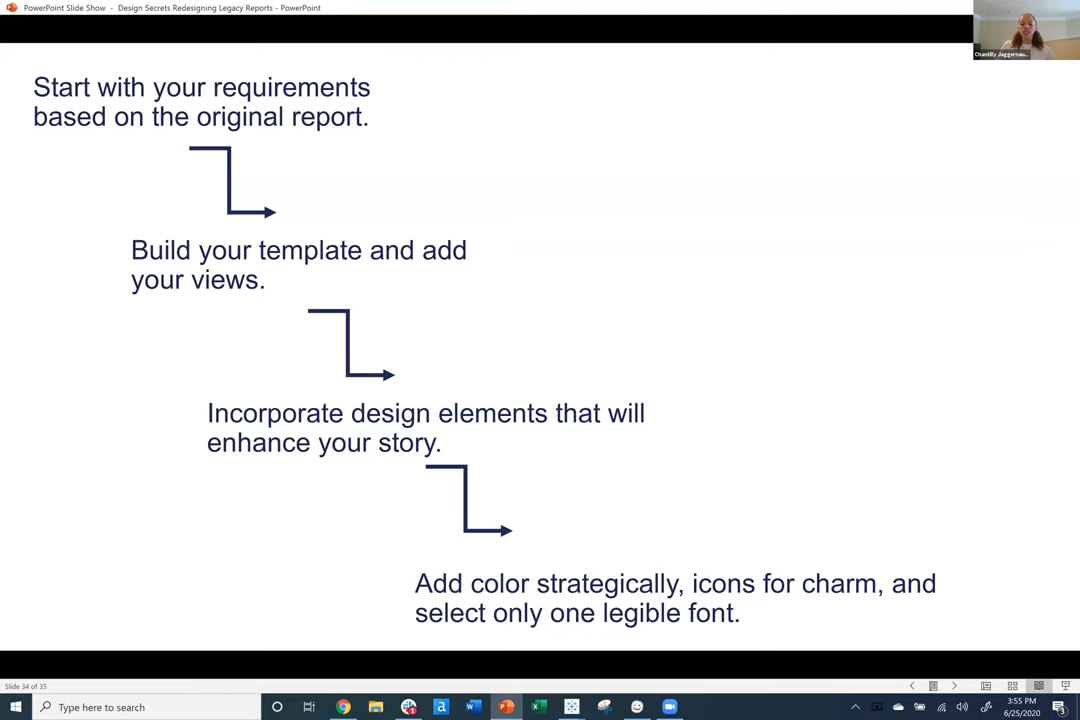 PowerPoint Slide Show - Design Secrets Redesigning Legacy Reports - PowerPoint
Chantilly Jaggernau...
Start with your requirements
based on the original report.
Build your template and add
your views.
Incorporate design elements that will
enhance your story.
Add color strategically, icons for charm, and
select only one legible font.
Slide 34 of 35
Type here to search
3:55 PM
6/25/2020